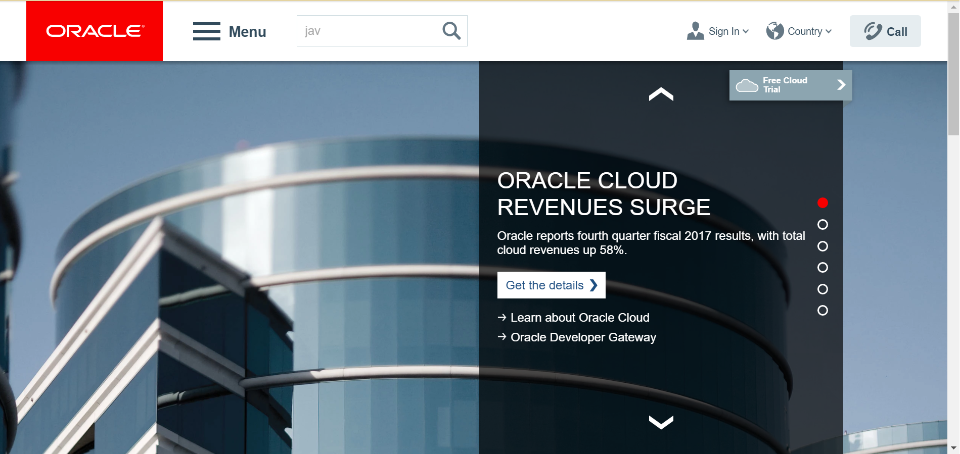 ORACLE
Menu
jav
Sign In
Country
Call
Free Cloud
Trial
ORACLE CLOUD
REVENUES SURGE
Oracle reports fourth quarter fiscal 2017 results, with total
cloud revenues up 58%.
Get the details
Learn about Oracle Cloud
Oracle Developer Gateway